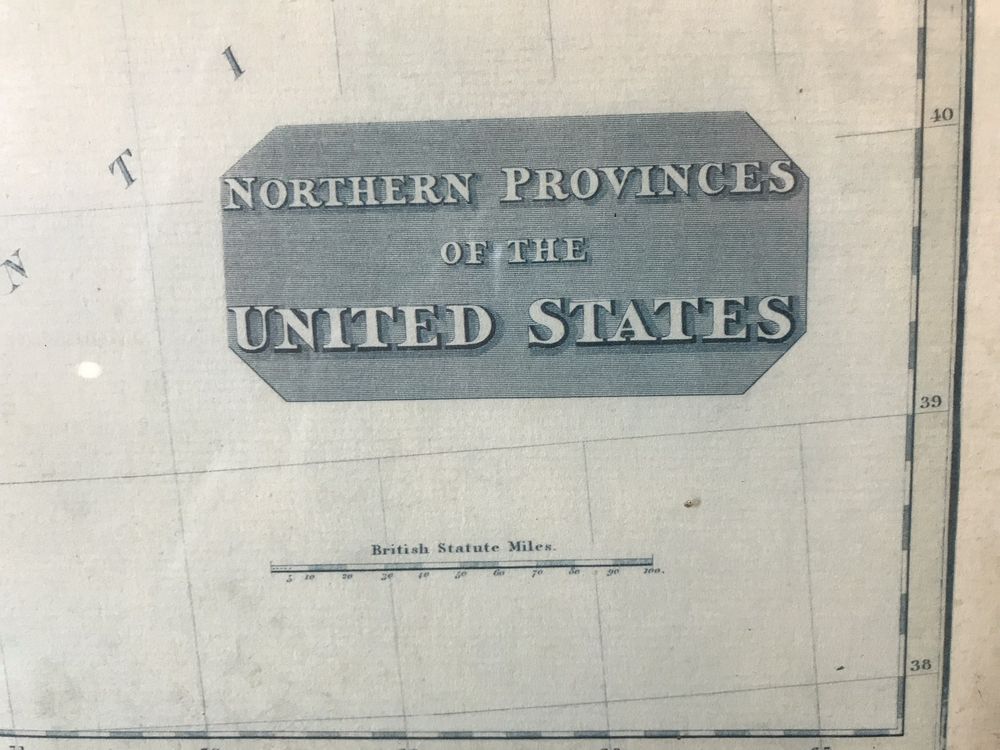 I
T
N
40
NORTHERN PROVINCES
OF THE
UNITED STATES
39
British Statute Miles.
5 10 20 30 40 50 60 70 80 90 100.
38